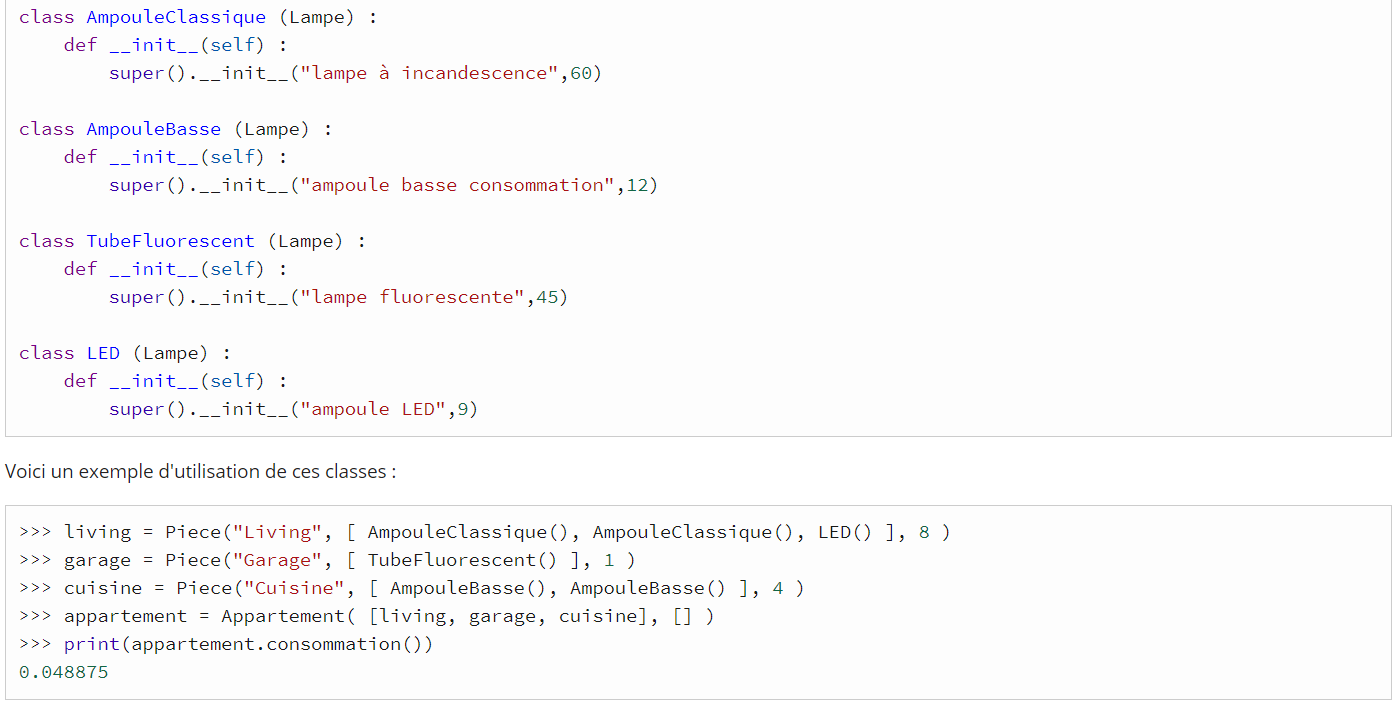 class AmpouleClassique (Lampe) :
    def __init__(self) :
        super().__init__("lampe à incandescence",60)

class AmpouleBasse (Lampe) :
    def __init__(self) :
        super().__init__("ampoule basse consommation",12)

class TubeFluorescent (Lampe) :
    def __init__(self) :
        super().__init__("lampe fluorescente",45)

class LED (Lampe) :
    def __init__(self) :
        super().__init__("ampoule LED",9)

Voici un exemple d'utilisation de ces classes :

>>> living = Piece("Living", [ AmpouleClassique(), AmpouleClassique(), LED() ], 8 )
>>> garage = Piece("Garage", [ TubeFluorescent() ], 1 )
>>> cuisine = Piece("Cuisine", [ AmpouleBasse(), AmpouleBasse() ], 4 )
>>> appartement = Appartement( [living, garage, cuisine], [] )
>>> print(appartement.consommation())
0.048875